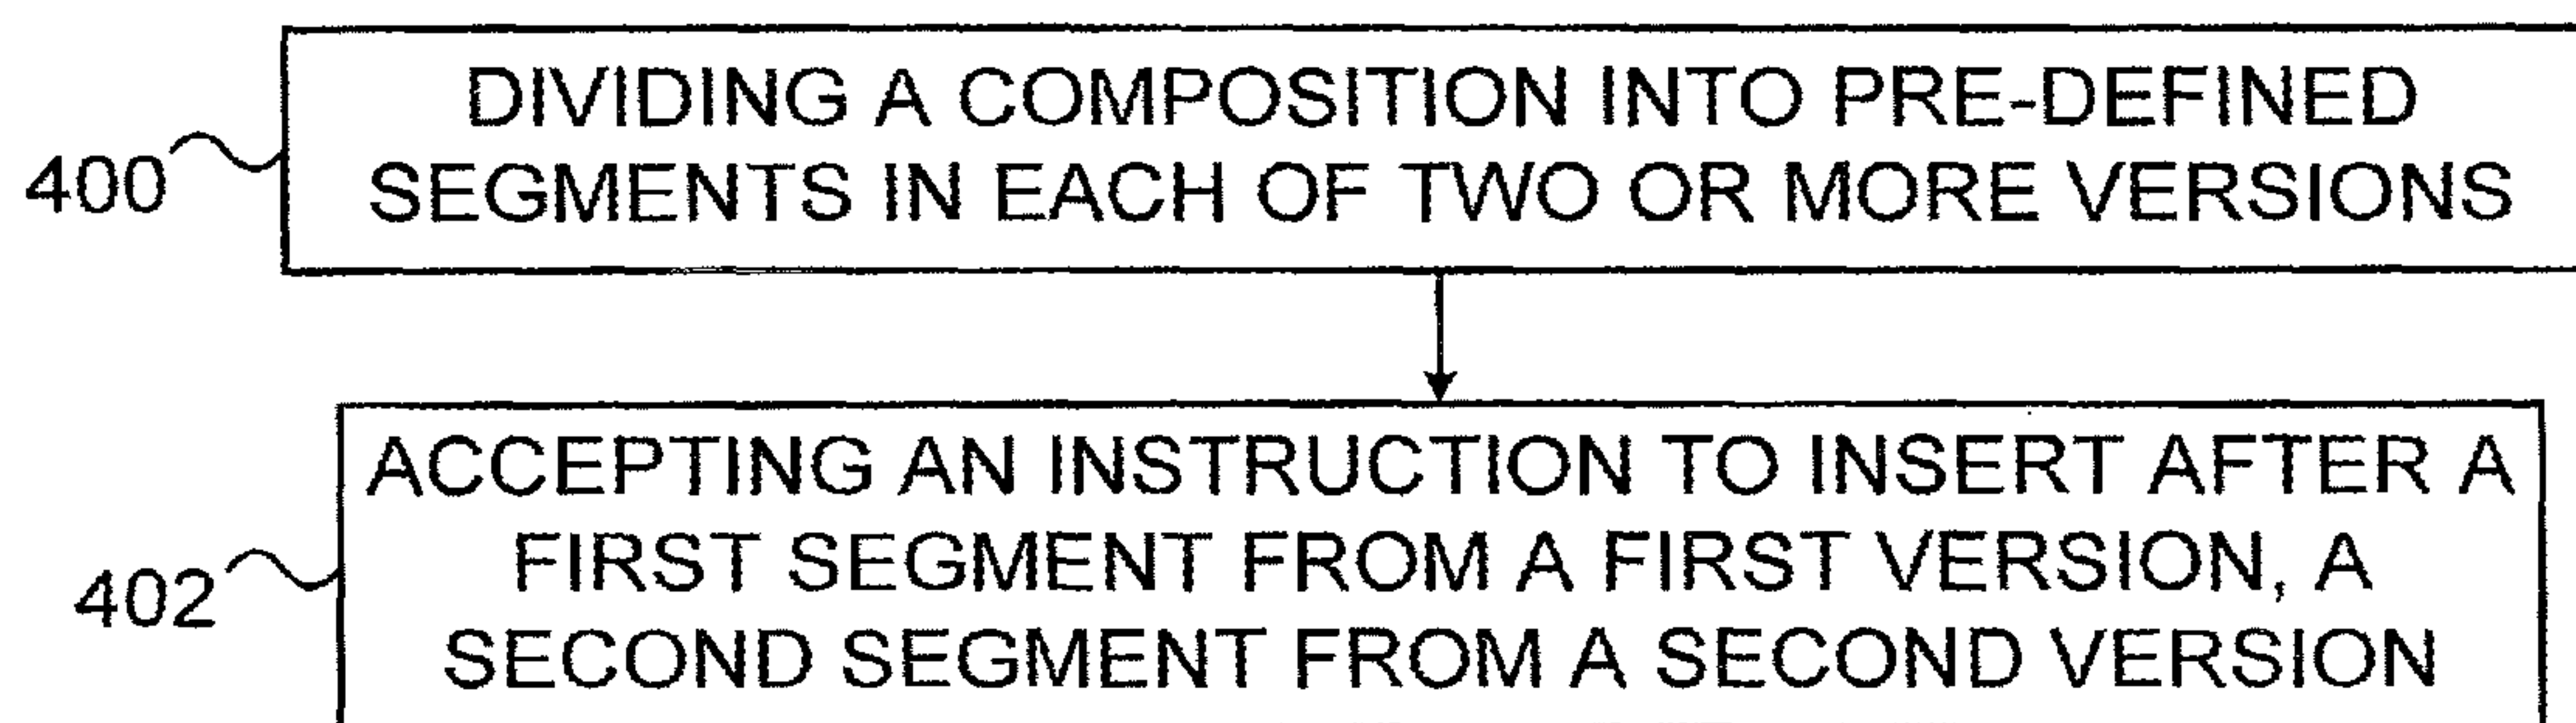 DIVIDING A COMPOSITION INTO PRE-DEFINED
SEGMENTS IN EACH OF TWO OR MORE VERSIONS
400
ACCEPTING AN INSTRUCTION TO INSERT AFTER A
FIRST SEGMENT FROM A FIRST VERSION, A
SECOND SEGMENT FROM A SECOND VERSION
402